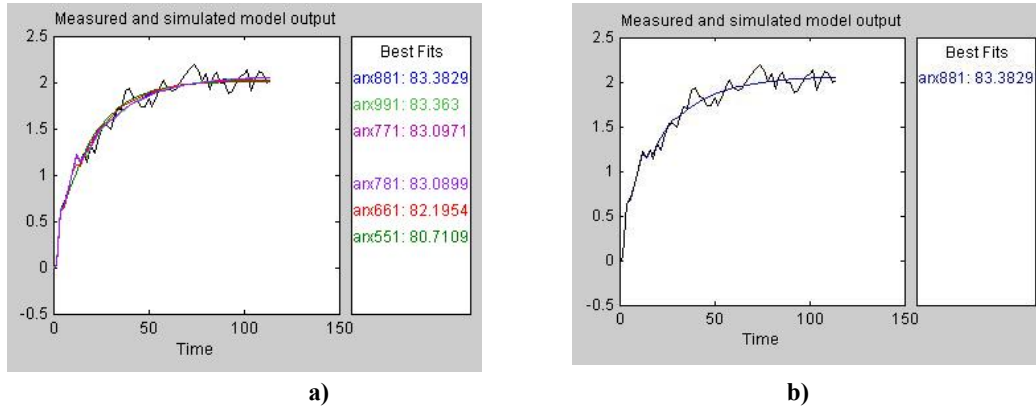 Measured and simulated model output
2.5
2
1.5
1
0.5
0
-0.5
0
50
100
150
Time
Best Fits
arx881: 83.3829
arx991: 83.363
arx771: 83.0971
arx781: 83.0899
arx661: 82.1954
arx551: 80.7109
a)
Measured and simulated model output
2.5
2
1.5
1
0.5
0
-0.5
0
50
100
150
Time
Best Fits
arx881: 83.3829
b)